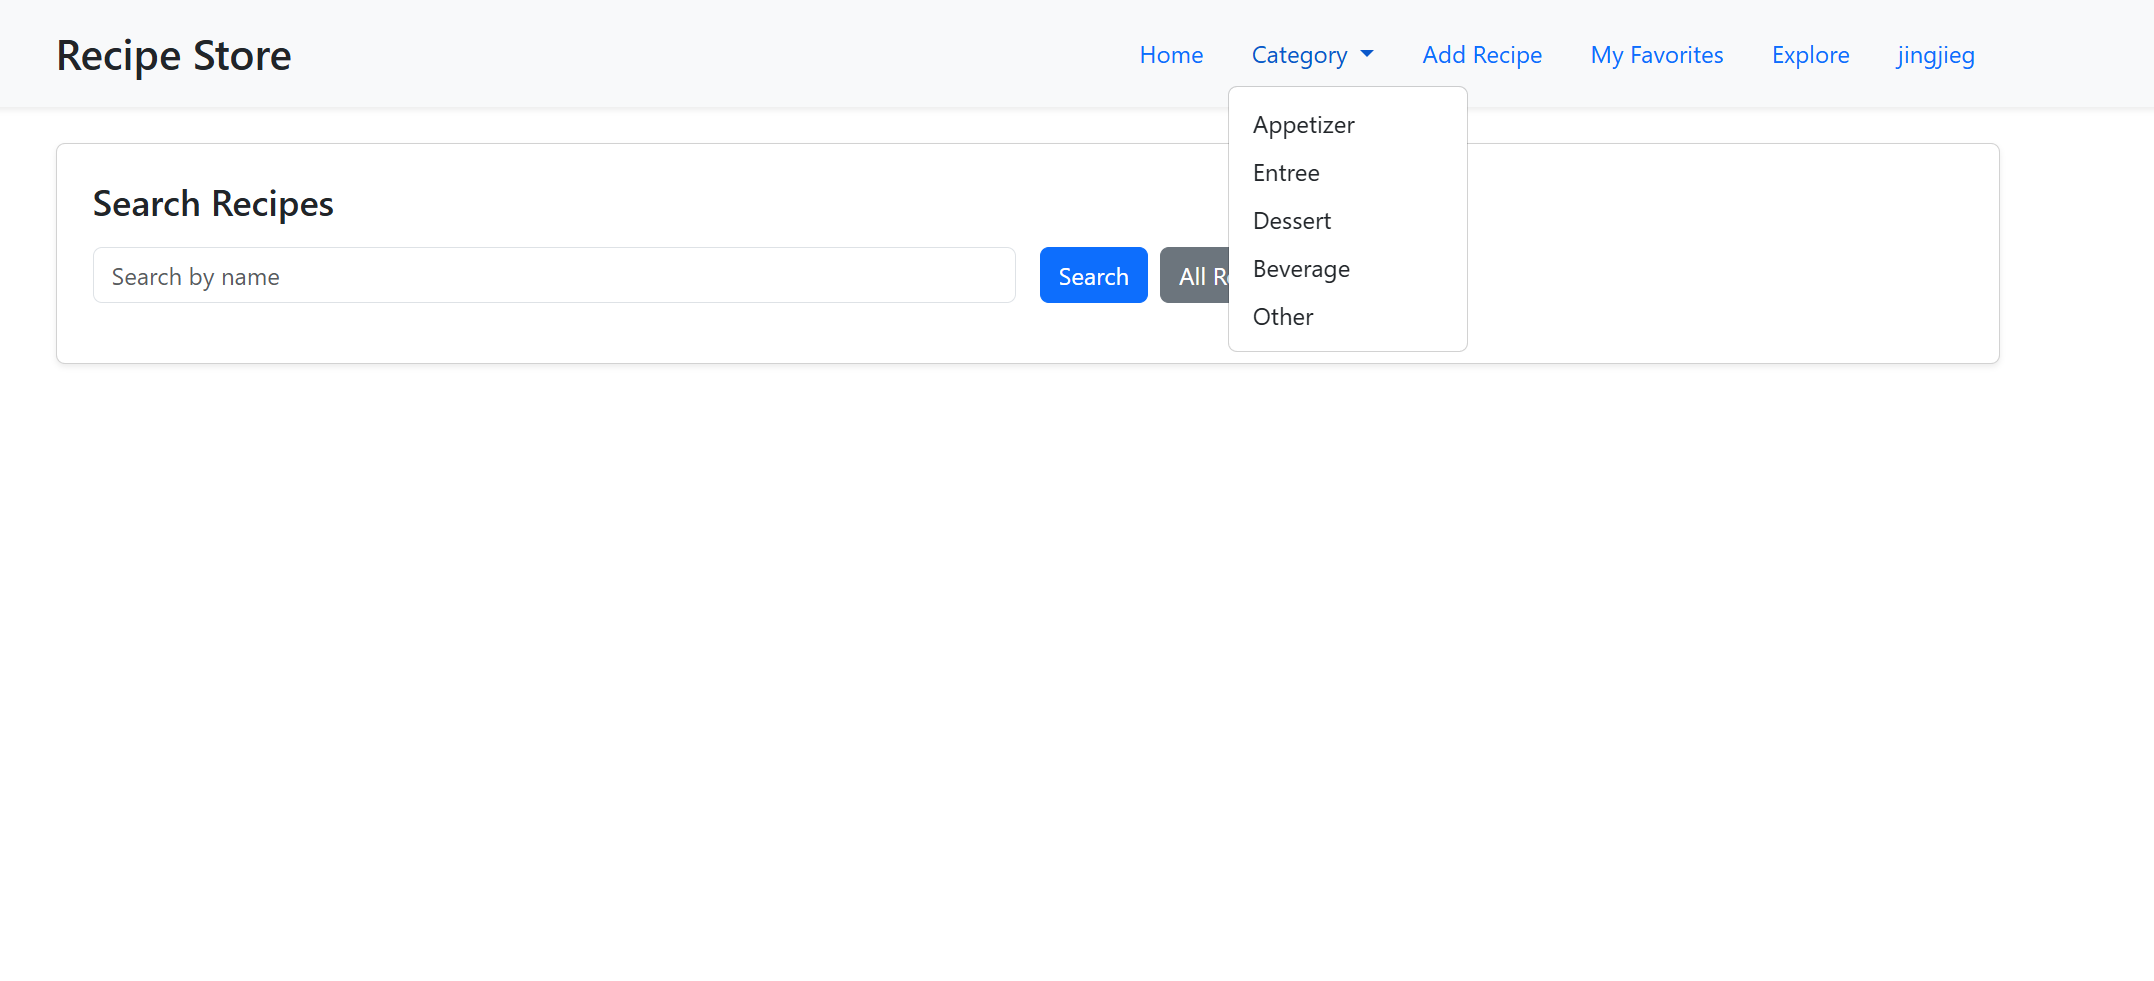 Recipe Store
Home Category Add Recipe My Favorites Explore jingjieg
Appetizer
Entree
Dessert
Beverage
Other
Search Recipes
Search by name
Search All